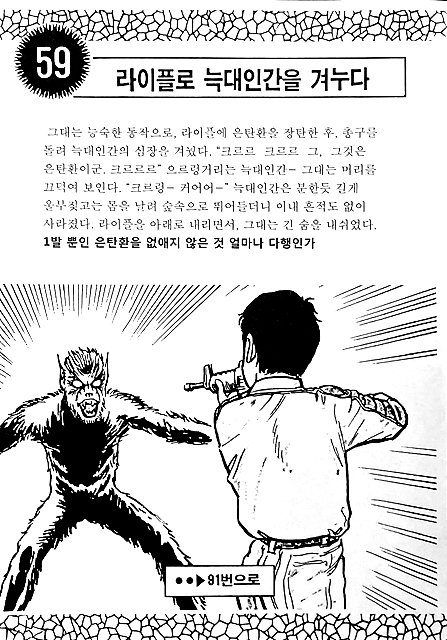 59
라이플로 늑대인간을 겨누다
그대는 능숙한 동작으로, 라이플에 은탄환을 장탄한 후, 총구를
돌려 늑대인간의 심장을 겨눴다. "크르르 크르르 그, 그것은
은탄환이군. 크르르르" 으르렁거리는 늑대인간— 그대는 머리를
끄덕여 보인다. "크르렁— 커어어—" 늑대인간은 분한듯 길게
울부짖고는 몸을 날려 숲속으로 뛰어들더니 이내 흔적도 없이
사라졌다. 라이플을 아래로 내리면서, 그대는 긴 숨을 내쉬었다.
1발 뿐인 은탄환을 없애지 않은 것 얼마나 다행인가
●●▶91번으로